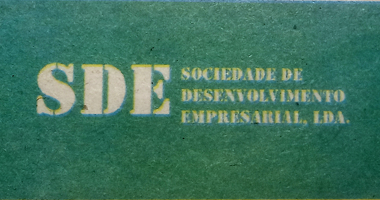 SDE
SOCIEDADE DE
DESENVOLVIMENTO
EMPRESARIAL, LDA.